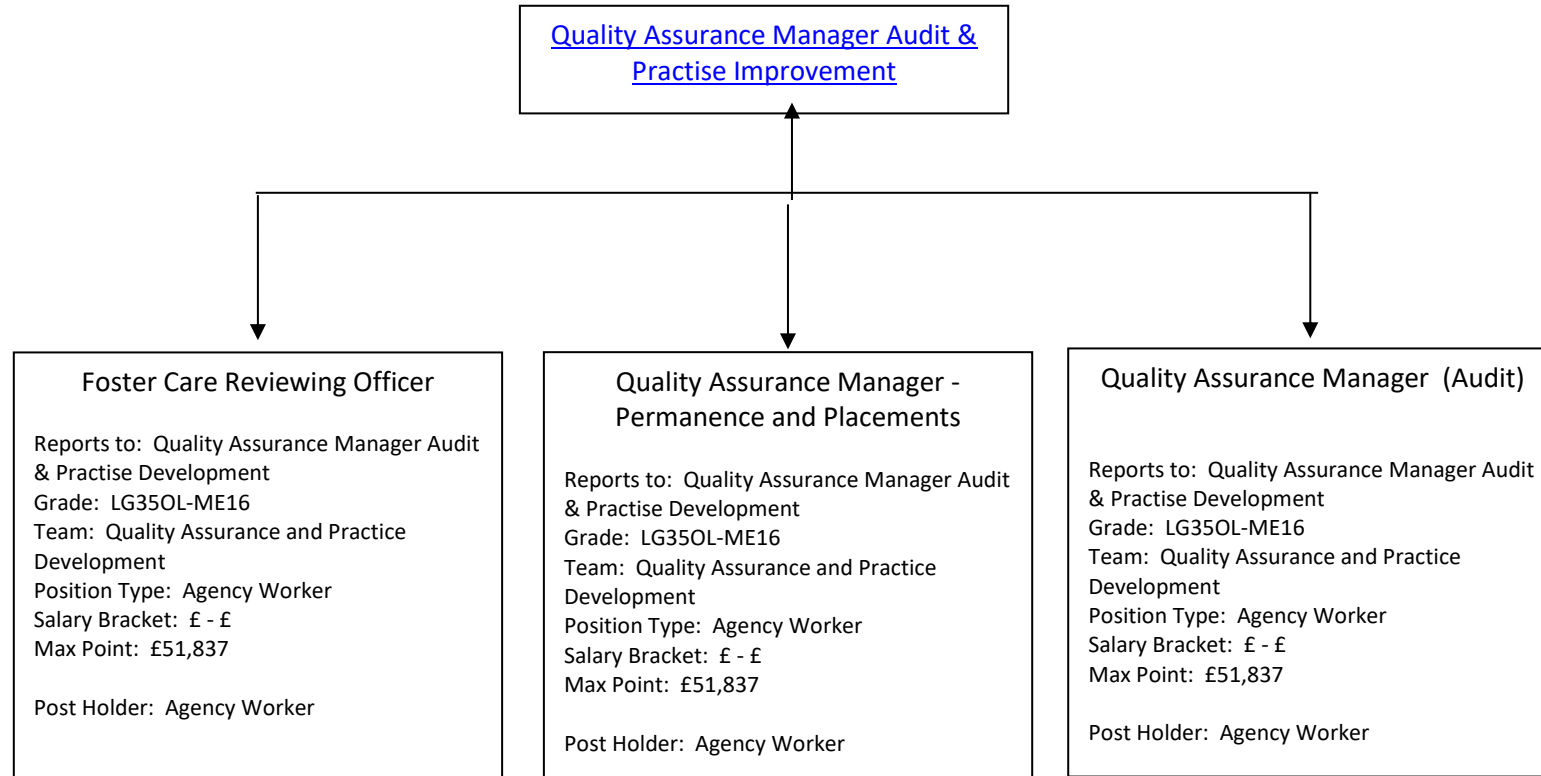 Quality Assurance Manager Audit &
Practise Improvement
Foster Care Reviewing Officer
Reports to: Quality Assurance Manager Audit
& Practise Development
Grade: LG35OL-ME16
Team: Quality Assurance and Practice
Development
Position Type: Agency Worker
Salary Bracket: £ - £
Max Point: £51,837
Post Holder: Agency Worker
Quality Assurance Manager -
Permanence and Placements
Reports to: Quality Assurance Manager Audit
& Practise Development
Grade: LG35OL-ME16
Team: Quality Assurance and Practice
Development
Position Type: Agency Worker
Salary Bracket: £ - £
Max Point: £51,837
Post Holder: Agency Worker
Quality Assurance Manager (Audit)
Reports to: Quality Assurance Manager Audit
& Practise Development
Grade: LG35OL-ME16
Team: Quality Assurance and Practice
Development
Position Type: Agency Worker
Salary Bracket: £ - £
Max Point: £51,837
Post Holder: Agency Worker